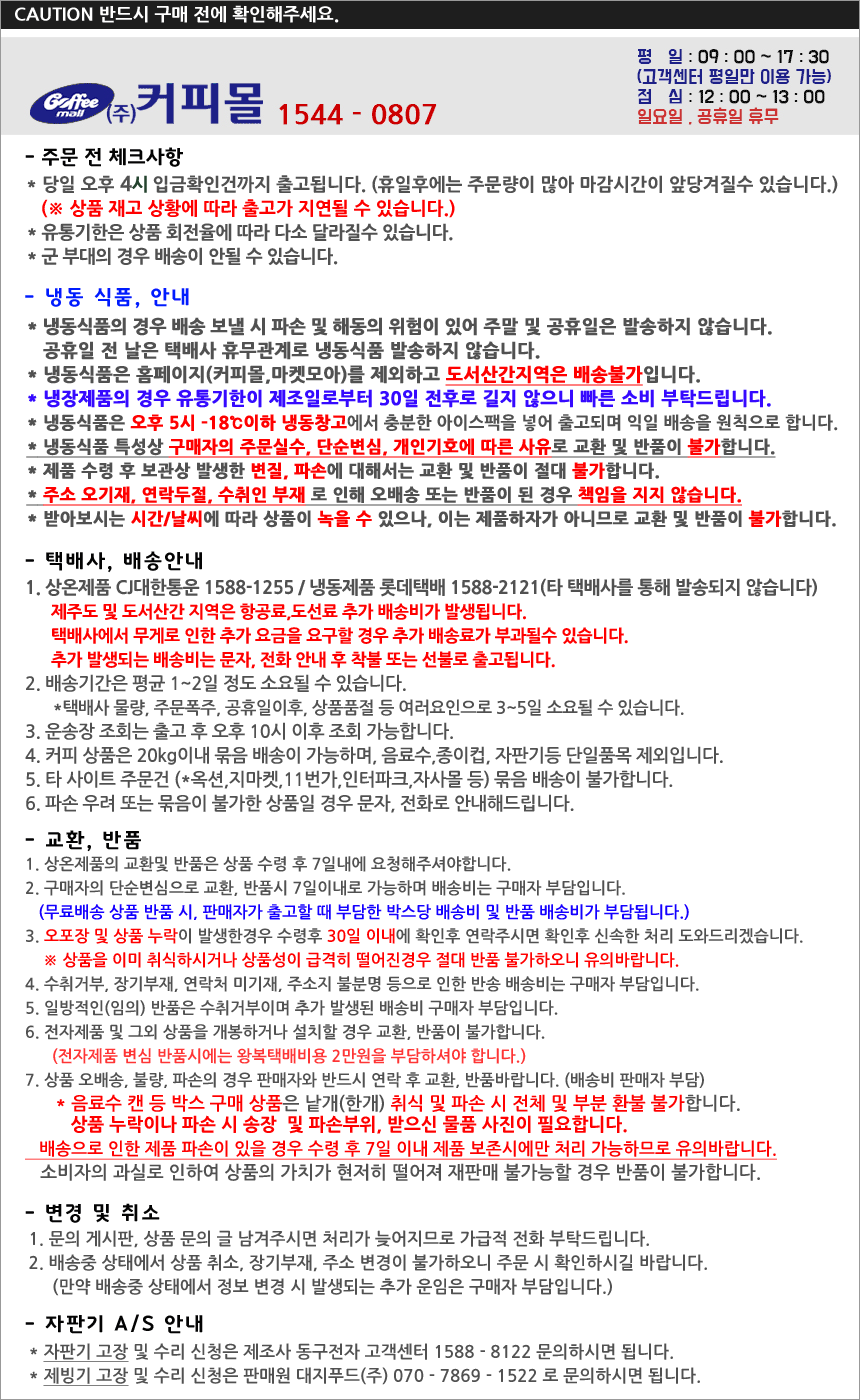 CAUTION 반드시 구매 전에 확인해주세요.
Coffee mall (주)커피몰 1544 - 0807
평 일 : 09 : 00 ~ 17 : 30
(고객센터 평일만 이용 가능)
점 심 : 12 : 00 ~ 13 : 00
일요일 . 공휴일 휴무
- 주문 전 체크사항
* 당일 오후 4시 입금확인건까지 출고됩니다. (휴일후에는 주문량이 많아 마감시간이 앞당겨질수 있습니다.)
(※ 상품 재고 상황에 따라 출고가 지연될 수 있습니다.)
* 유통기한은 상품 회전율에 따라 다소 달라질수 있습니다.
* 군 부대의 경우 배송이 안될 수 있습니다.
- 냉동 식품, 안내
* 냉동식품의 경우 배송 보낼 시 파손 및 해동의 위험이 있어 주말 및 공휴일은 발송하지 않습니다.
공휴일 전 날은 택배사 휴무관계로 냉동식품 발송하지 않습니다.
* 냉동식품은 홈페이지(커피몰,마켓모아)를 제외하고 도서산간지역은 배송불가입니다.
* 냉장제품의 경우 유통기한이 제조일로부터 30일 전후로 길지 않으니 빠른 소비 부탁드립니다.
* 냉동식품은 오후 5시 -18℃이하 냉동창고에서 충분한 아이스팩을 넣어 출고되며 익일 배송을 원칙으로 합니다.
* 냉동식품 특성상 구매자의 주문실수, 단순변심, 개인기호에 따른 사유로 교환 및 반품이 불가합니다.
* 제품 수령 후 보관상 발생한 변질, 파손에 대해서는 교환 및 반품이 절대 불가합니다.
* 주소 오기재, 연락두절, 수취인 부재 로 인해 오배송 또는 반품이 된 경우 책임을 지지 않습니다.
* 받아보시는 시간/날씨에 따라 상품이 녹을 수 있으나, 이는 제품하자가 아니므로 교환 및 반품이 불가합니다.
- 택배사, 배송안내
1. 상온제품 CJ대한통운 1588-1255 / 냉동제품 롯데택배 1588-2121(타 택배사를 통해 발송되지 않습니다)
제주도 및 도서산간 지역은 항공료,도선료 추가 배송비가 발생됩니다.
택배사에서 무게로 인한 추가 요금을 요구할 경우 추가 배송료가 부과될수 있습니다.
추가 발생되는 배송비는 문자, 전화 안내 후 착불 또는 선불로 출고됩니다.
2. 배송기간은 평균 1~2일 정도 소요될 수 있습니다.
*택배사 물량, 주문폭주, 공휴일이후, 상품품절 등 여러요인으로 3~5일 소요될 수 있습니다.
3. 운송장 조회는 출고 후 오후 10시 이후 조회 가능합니다.
4. 커피 상품은 20kg이내 묶음 배송이 가능하며, 음료수,종이컵, 자판기등 단일품목 제외입니다.
5. 타 사이트 주문건 (*옥션,지마켓,11번가,인터파크,자사몰 등) 묶음 배송이 불가합니다.
6. 파손 우려 또는 묶음이 불가한 상품일 경우 문자, 전화로 안내해드립니다.
- 교환, 반품
1. 상온제품의 교환및 반품은 상품 수령 후 7일내에 요청해주셔야합니다.
2. 구매자의 단순변심으로 교환, 반품시 7일이내로 가능하며 배송비는 구매자 부담입니다.
(무료배송 상품 반품 시, 판매자가 출고할 때 부담한 박스당 배송비 및 반품 배송비가 부담됩니다.)
3. 오포장 및 상품 누락이 발생한경우 수령후 30일 이내에 확인후 연락주시면 확인후 신속한 처리 도와드리겠습니다.
※ 상품을 이미 취식하시거나 상품성이 급격히 떨어진경우 절대 반품 불가하오니 유의바랍니다.
4. 수취거부, 장기부재, 연락처 미기재, 주소지 불분명 등으로 인한 반송 배송비는 구매자 부담입니다.
5. 일방적인(임의) 반품은 수취거부이며 추가 발생된 배송비 구매자 부담입니다.
6. 전자제품 및 그외 상품을 개봉하거나 설치할 경우 교환, 반품이 불가합니다.
(전자제품 변심 반품시에는 왕복택배비용 2만원을 부담하셔야 합니다.)
7. 상품 오배송, 불량, 파손의 경우 판매자와 반드시 연락 후 교환, 반품바랍니다. (배송비 판매자 부담)
* 음료수 캔 등 박스 구매 상품은 낱개(한개) 취식 및 파손 시 전체 및 부분 환불 불가합니다.
상품 누락이나 파손 시 송장 및 파손부위, 받으신 물품 사진이 필요합니다.
배송으로 인한 제품 파손이 있을 경우 수령 후 7일 이내 제품 보존시에만 처리 가능하므로 유의바랍니다.
소비자의 과실로 인하여 상품의 가치가 현저히 떨어져 재판매 불가능할 경우 반품이 불가합니다.
- 변경 및 취소
1. 문의 게시판, 상품 문의 글 남겨주시면 처리가 늦어지므로 가급적 전화 부탁드립니다.
2. 배송중 상태에서 상품 취소, 장기부재, 주소 변경이 불가하오니 주문 시 확인하시길 바랍니다.
(만약 배송중 상태에서 정보 변경 시 발생되는 추가 운임은 구매자 부담입니다.)
- 자판기 A/S 안내
* 자판기 고장 및 수리 신청은 제조사 동구전자 고객센터 1588 - 8122 문의하시면 됩니다.
* 제빙기 고장 및 수리 신청은 판매원 대지푸드(주) 070 - 7869 - 1522 로 문의하시면 됩니다.